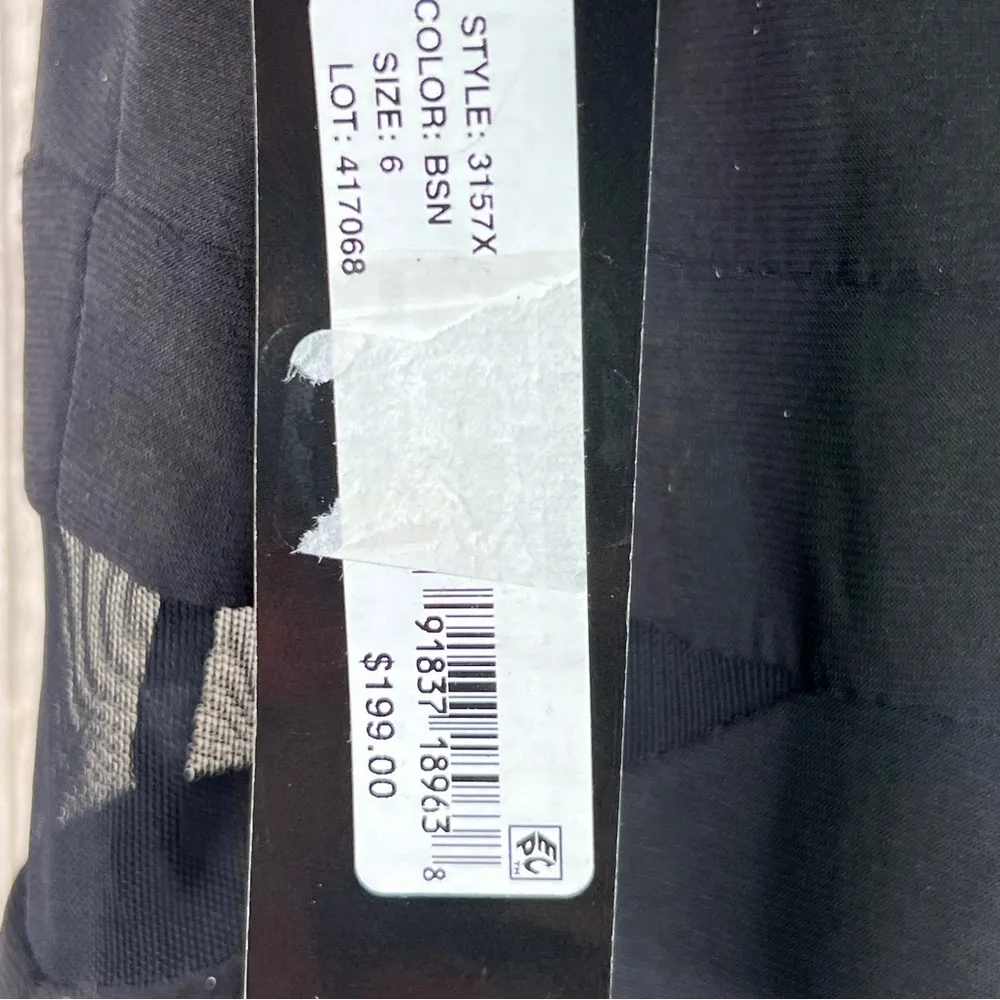 STYLE: 3157X
COLOR: BSN
SIZE: 6
LOT: 417068
91837 18963 8
$199.00